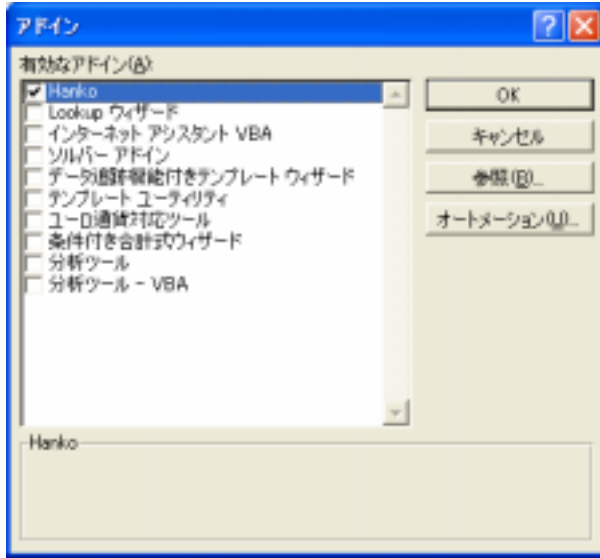 アドイン
有効なアドイン(A):
Hanko
Lookup ウィザード
インターネット アシスタント VBA
ソルバー アドイン
データ追跡機能付きテンプレート ウィザード
テンプレート ユーティリティ
ユーロ通貨対応ツール
条件付き合計式ウィザード
分析ツール
分析ツール - VBA
OK
キャンセル
参照(B)...
オートメーション(U)...
Hanko